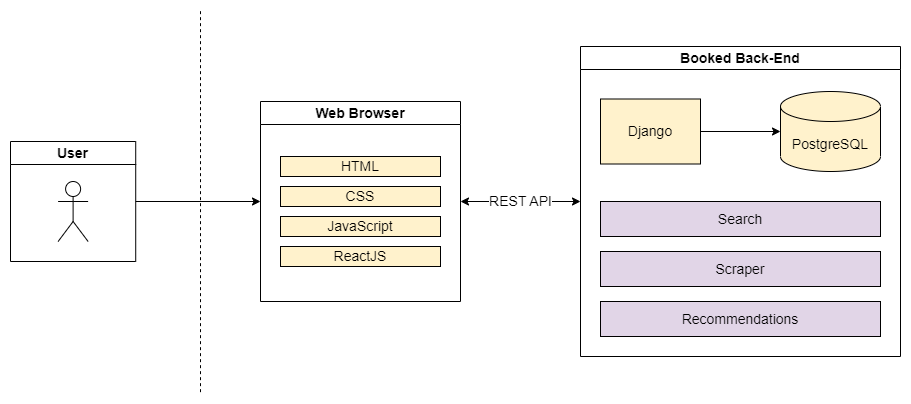 User
Web Browser
HTML
CSS
JavaScript
ReactJS
REST API
Booked Back-End
Django
PostgreSQL
Search
Scraper
Recommendations